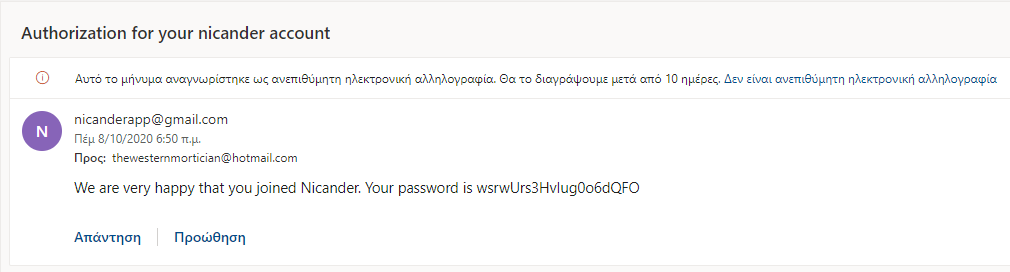 Authorization for your nicander account
Αυτό το μήνυμα αναγνωρίστηκε ως ανεπιθύμητη ηλεκτρονική αλληλογραφία. Θα το διαγράψουμε μετά από 10 ημέρες. Δεν είναι ανεπιθύμητη ηλεκτρονική αλληλογραφία
N
nicanderapp@gmail.com
Πέμ 8/10/2020 6:50 π.μ.
Προς: thewesternmortician@hotmail.com
We are very happy that you joined Nicander. Your password is wsrwUrs3Hvlug0o6dQFO
Απάντηση
Προώθηση